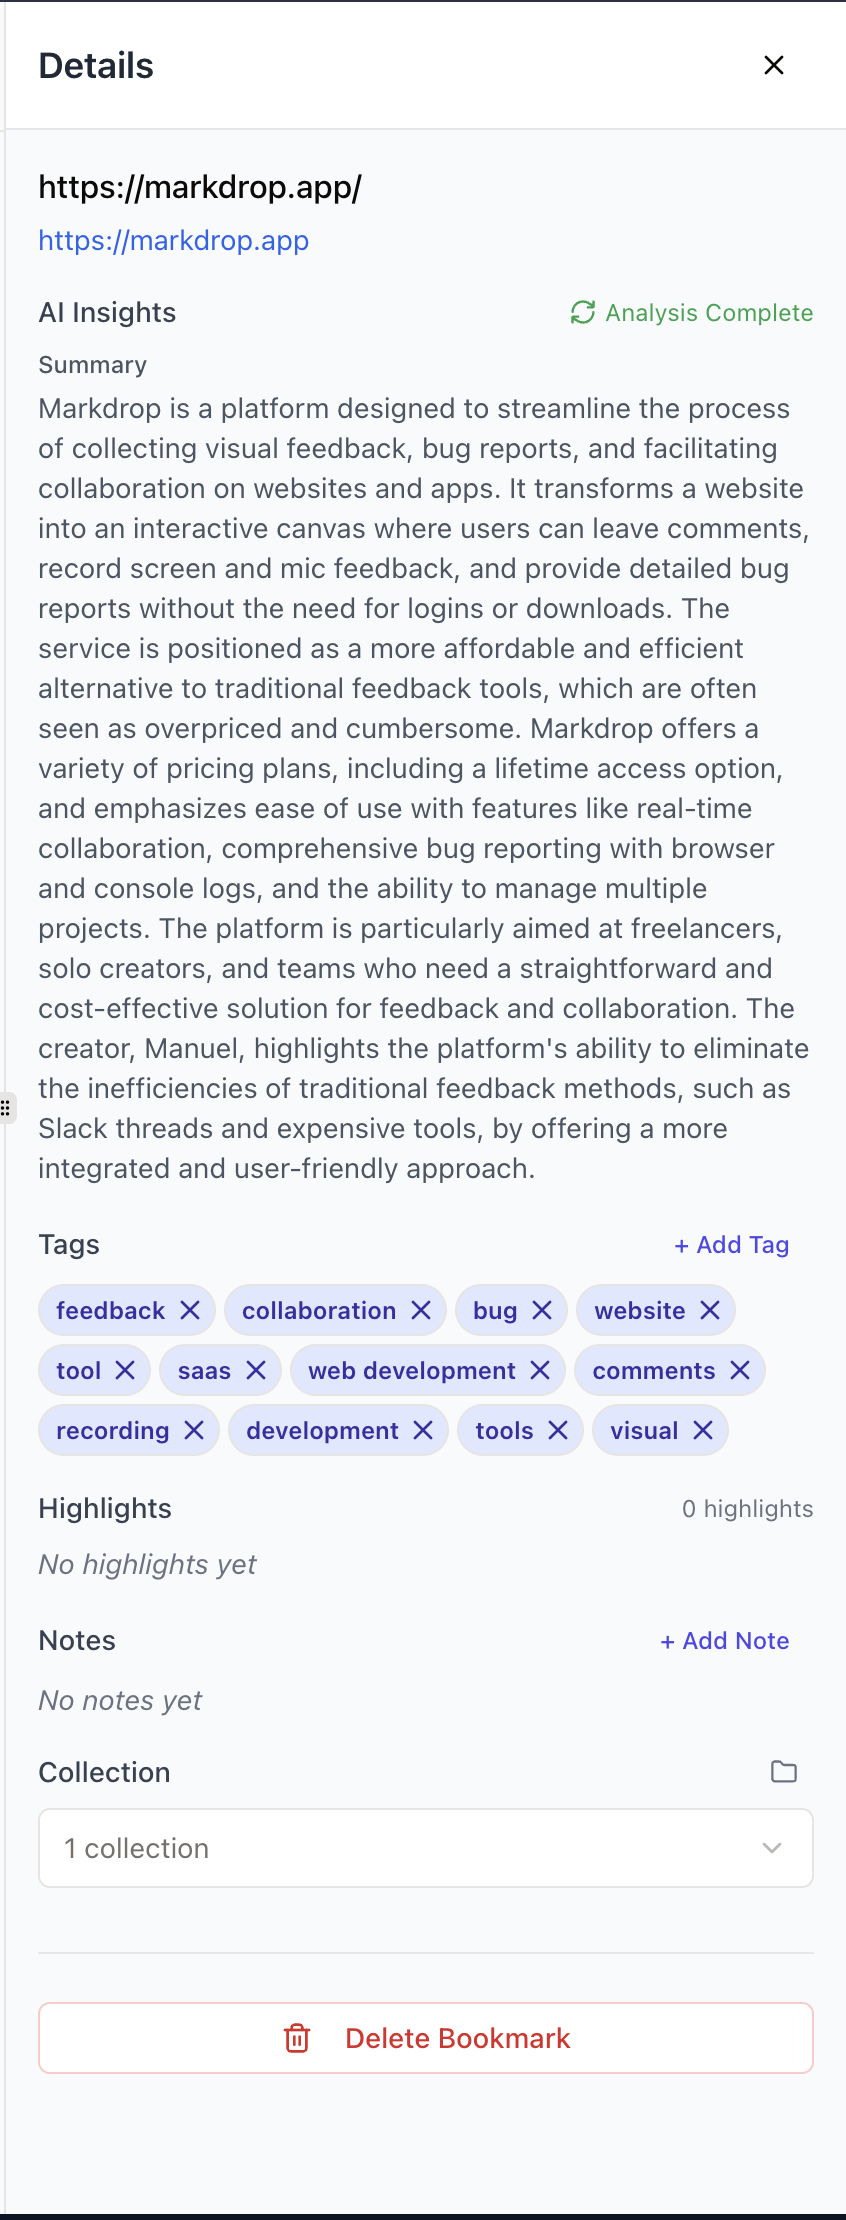 Details
https://markdrop.app/
https://markdrop.app
AI Insights
Analysis Complete
Summary
Markdrop is a platform designed to streamline the process
of collecting visual feedback, bug reports, and facilitating
collaboration on websites and apps. It transforms a website
into an interactive canvas where users can leave comments,
record screen and mic feedback, and provide detailed bug
reports without the need for logins or downloads. The
service is positioned as a more affordable and efficient
alternative to traditional feedback tools, which are often
seen as overpriced and cumbersome. Markdrop offers a
variety of pricing plans, including a lifetime access option,
and emphasizes ease of use with features like real-time
collaboration, comprehensive bug reporting with browser
and console logs, and the ability to manage multiple
projects. The platform is particularly aimed at freelancers,
solo creators, and teams who need a straightforward and
cost-effective solution for feedback and collaboration. The
creator, Manuel, highlights the platform's ability to eliminate
the inefficiencies of traditional feedback methods, such as
Slack threads and expensive tools, by offering a more
integrated and user-friendly approach.
Tags
+ Add Tag
feedback collaboration bug website
tool saas web development comments
recording development tools visual
Highlights
0 highlights
No highlights yet
Notes
+ Add Note
No notes yet
Collection
1 collection
Delete Bookmark